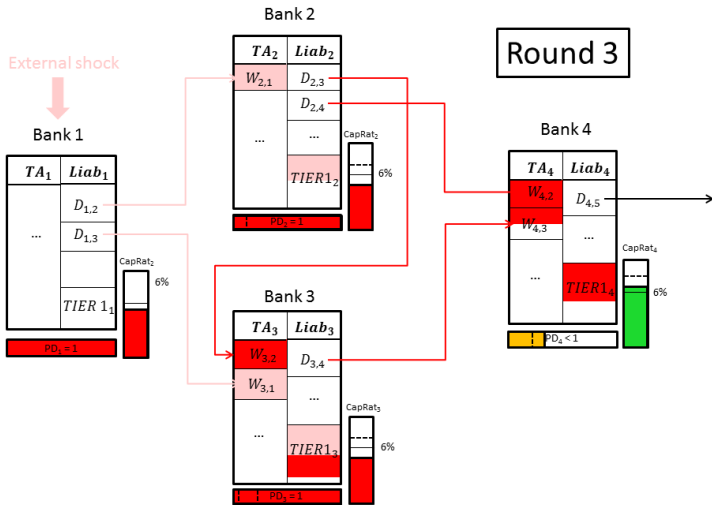 Bank 2
Round 3
External shock
TA₂ Liab₂
W₂,₁ D₂,₃
D₂,₄
... ...
TIER1₂
CapRat₂
6%
PD₂ = 1
Bank 1
TA₁ Liab₁
D₁,₂
... D₁,₃
TIER 1₁
CapRat₂
6%
PD₁ = 1
Bank 4
TA₄ Liab₄
W₄,₂ D₄,₅
W₄,₃ ...
...
TIER1₄
CapRat₄
6%
PD₄ < 1
Bank 3
TA₃ Liab₃
W₃,₂ D₃,₄
W₃,₁ ...
...
TIER1₃
CapRat₃
6%
PD₃ = 1